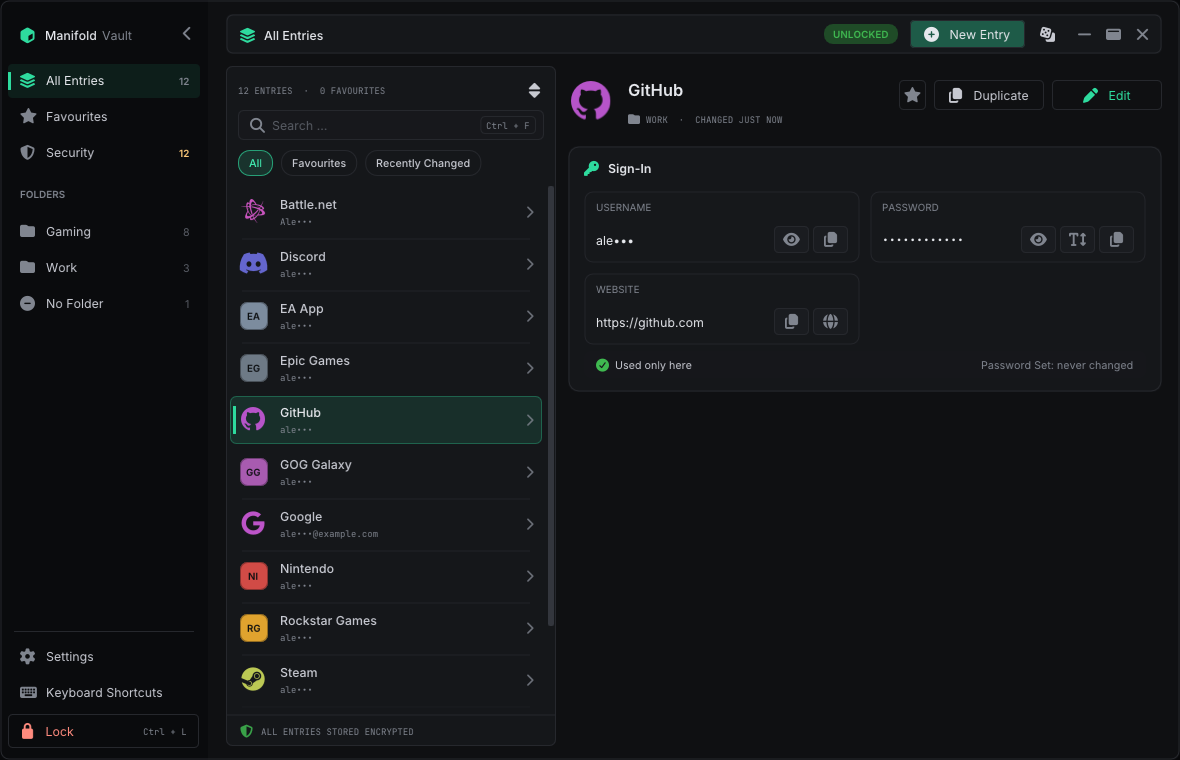 Manifold Vault
All Entries 12
Favourites
Security 12
FOLDERS
Gaming 8
Work 3
No Folder 1
Settings
Keyboard Shortcuts
Lock Ctrl + L
All Entries
UNLOCKED
New Entry
12 ENTRIES · 0 FAVOURITES
Search ... Ctrl + F
All Favourites Recently Changed
Battle.net
Ale•••
Discord
ale•••
EA
EA App
ale•••
EG
Epic Games
ale•••
GitHub
ale•••
GG
GOG Galaxy
ale•••
Google
ale•••@example.com
NI
Nintendo
ale•••
RG
Rockstar Games
ale•••
Steam
ale•••
ALL ENTRIES STORED ENCRYPTED
GitHub
WORK · CHANGED JUST NOW
Duplicate
Edit
Sign-In
USERNAME
ale•••
PASSWORD
••••••••••••
WEBSITE
https://github.com
Used only here
Password Set: never changed